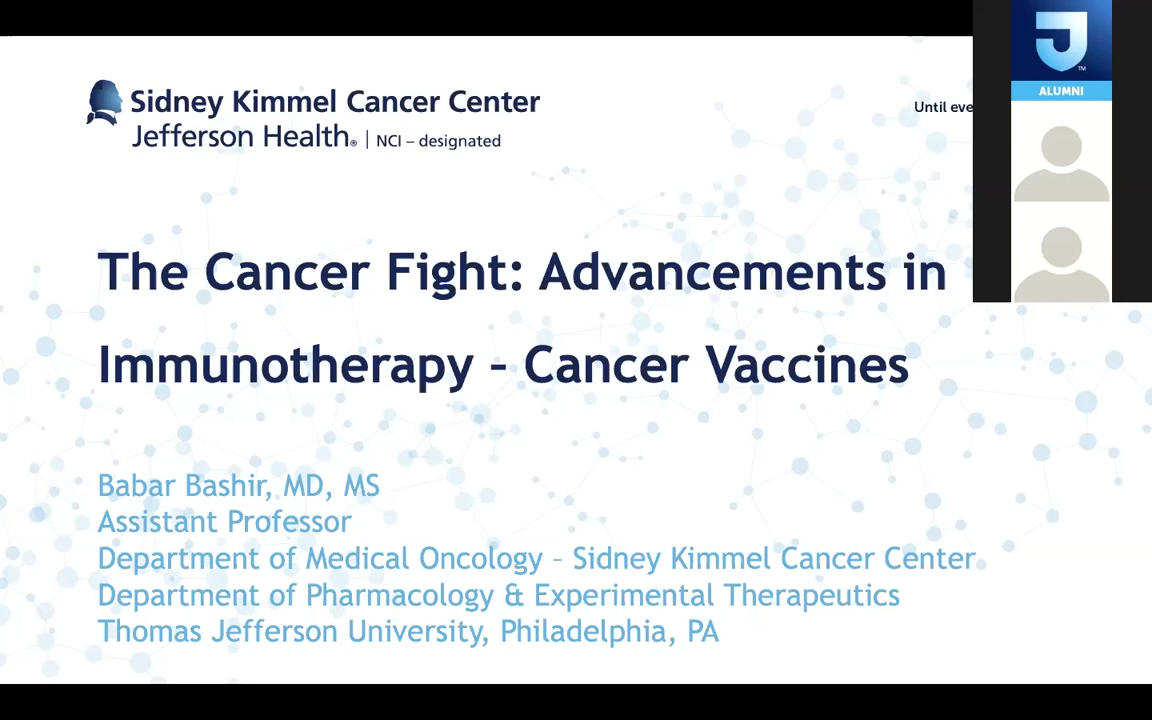 Sidney Kimmel Cancer Center
Jefferson Health® | NCI – designated
Until eve
TM
ALUMNI
The Cancer Fight: Advancements in
Immunotherapy – Cancer Vaccines
Babar Bashir, MD, MS
Assistant Professor
Department of Medical Oncology – Sidney Kimmel Cancer Center
Department of Pharmacology & Experimental Therapeutics
Thomas Jefferson University, Philadelphia, PA